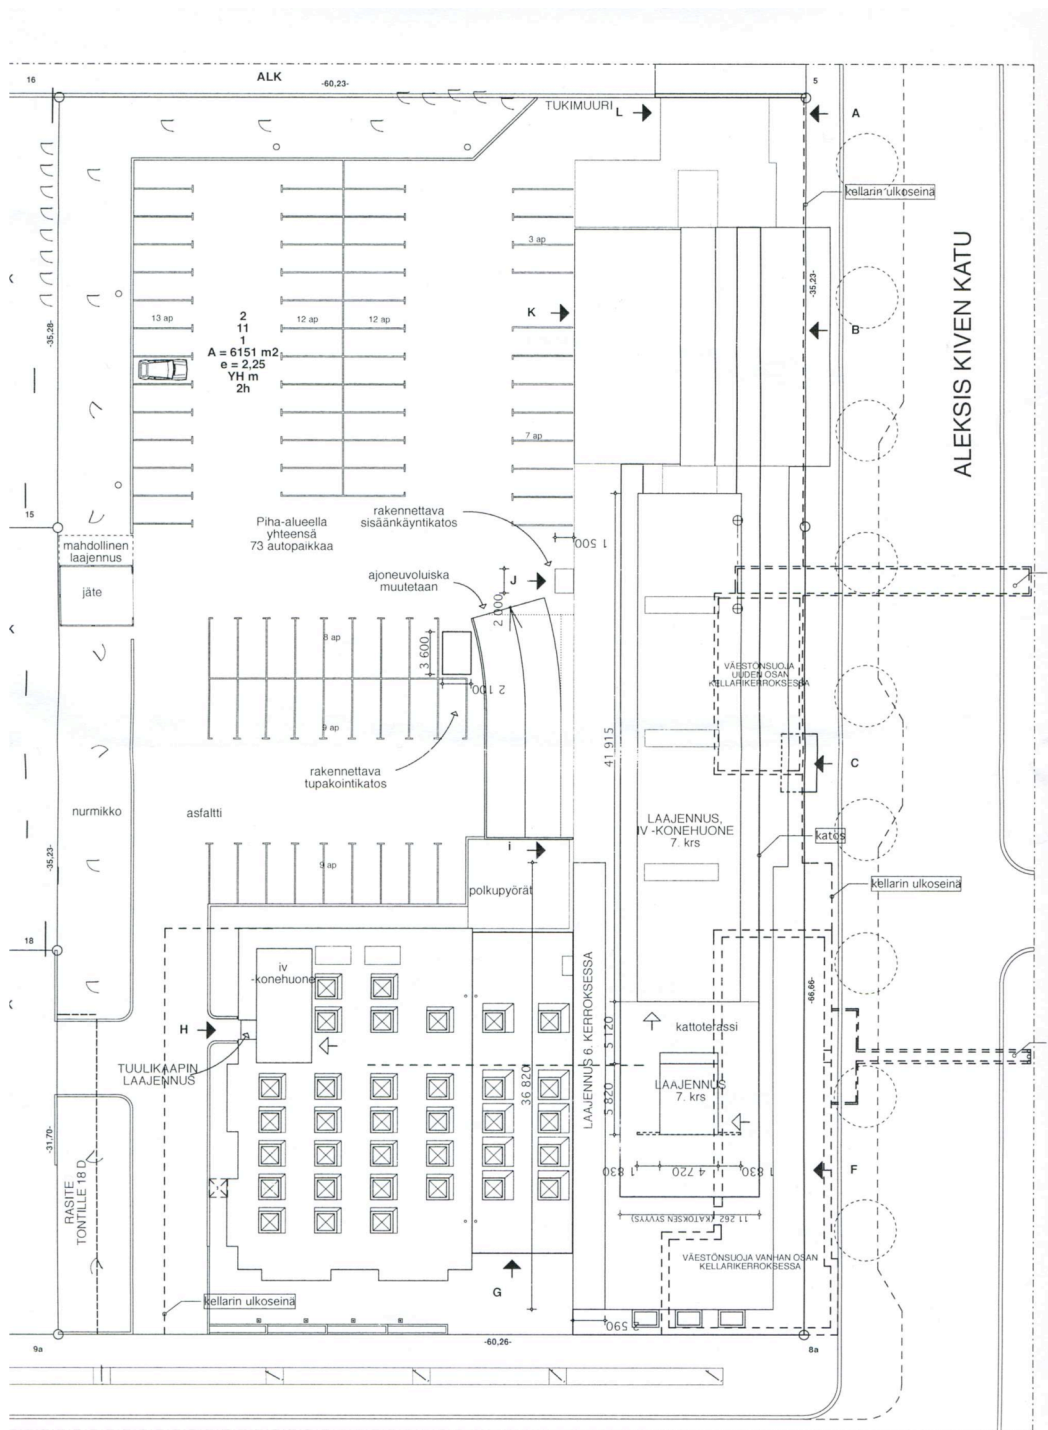 16
ALK
-60,23-
5
TUKIMUURI
L
A
kellarin ulkoseinä
ALEKSIS KIVEN KATU
3 ap
-35,23-
-35,28-
K
B
13 ap
2
11
1
A = 6151 m2
e = 2,25
YH m
2h
12 ap
12 ap
7 ap
15
Piha-alueella
yhteensä
73 autopaikkaa
rakennettava
sisäänkäyntikatos
1 500
mahdollinen
laajennus
jäte
ajoneuvoluiska
muutetaan
J
2 000
8 ap
3 600
2 100
9 ap
VÄESTÖNSUOJA
UUDEN OSAN
KELLARIKERROKSESSA
41 915
C
rakennettava
tupakointikatos
nurmikko
asfaltti
LAAJENNUS,
IV -KONEHUONE
7. krs
katos
i
-35,23-
9 ap
polkupyörät
kellarin ulkoseinä
18
iv
-konehuone
LAAJENNUS 6. KERROKSESSA
-66,66-
H
kattoterassi
5 120
TUULIKAAPIN
LAAJENNUS
36 820
5 820
LAAJENNUS
7. krs
-31,70-
RASITE
TONTILLE 18 D
1 830
4 720
1 830
F
11 262 (KATOKSEN SYVYYS)
VÄESTÖNSUOJA VANHAN OSAN
KELLARIKERROKSESSA
G
kellarin ulkoseinä
2 590
9a
-60,26-
8a